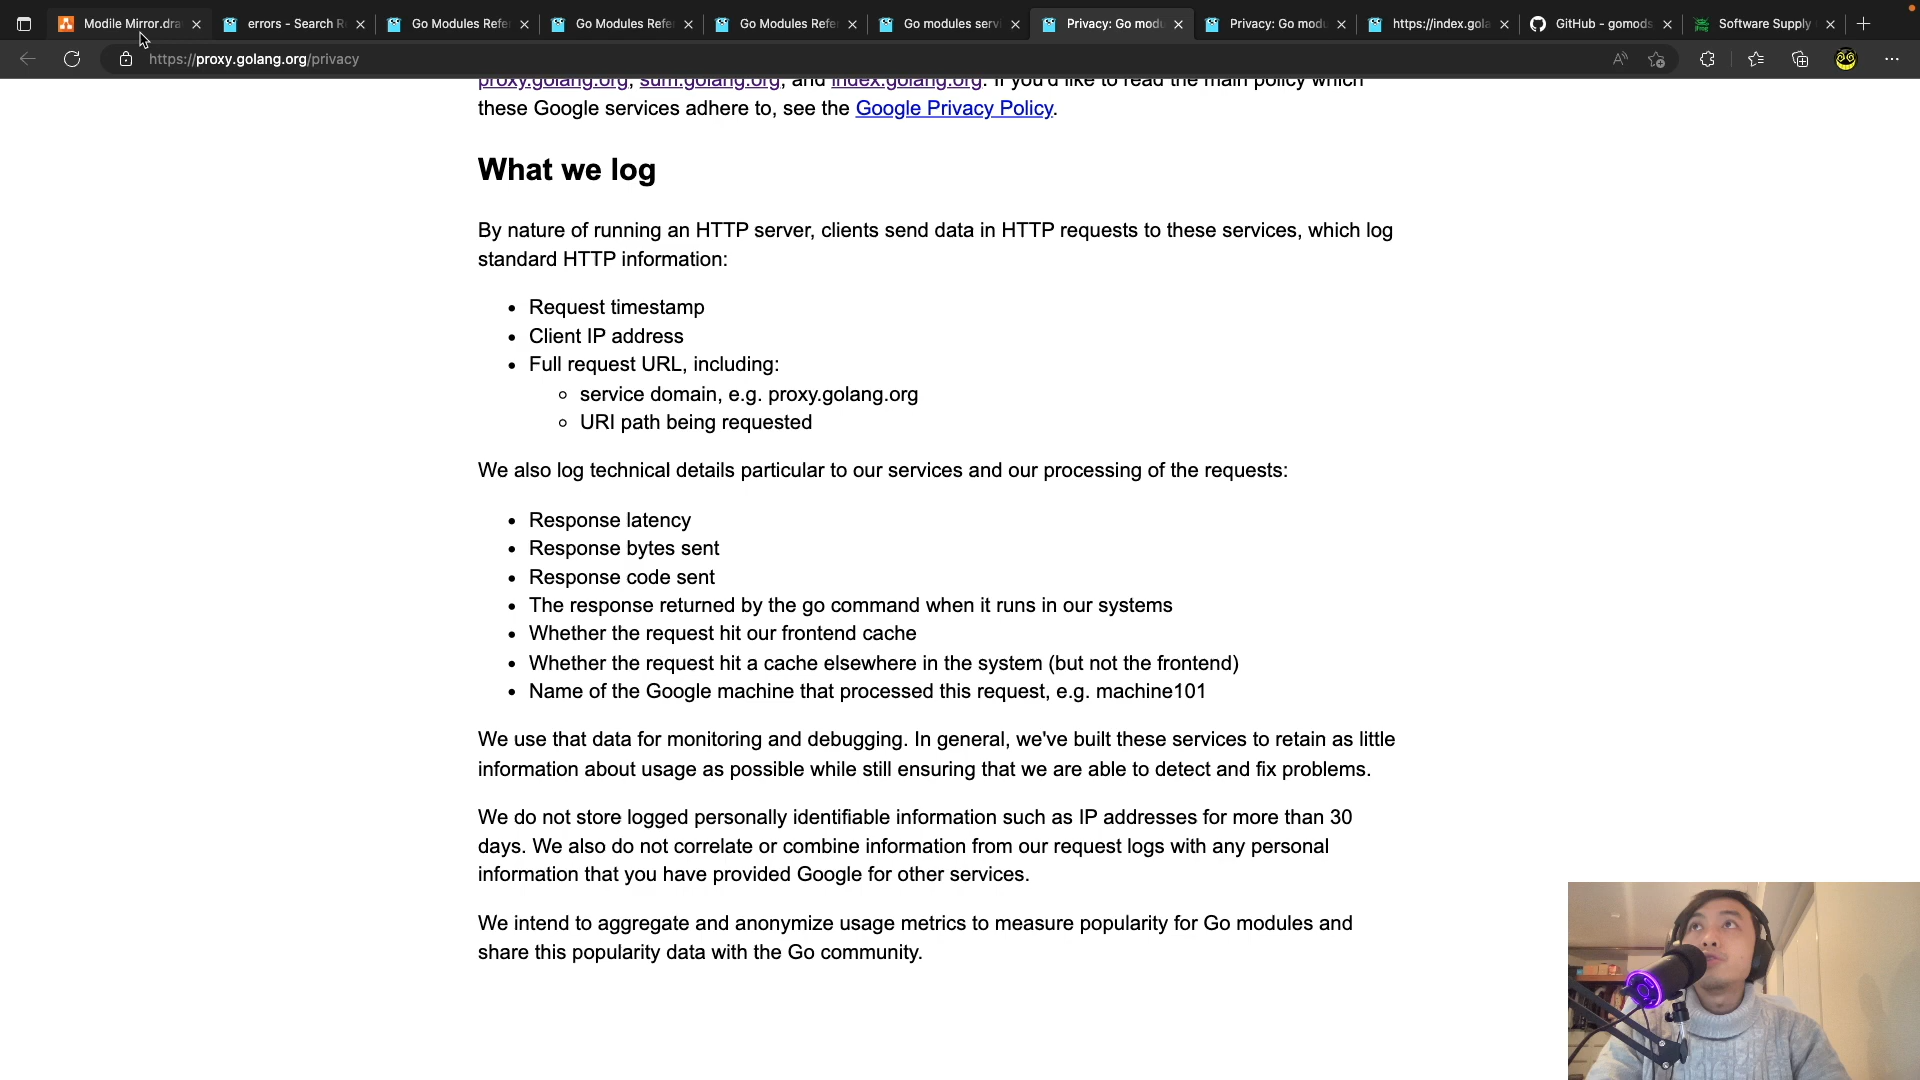 Modile Mirror.dra
errors - Search R
Go Modules Refe
Go Modules Refe
Go Modules Refe
Go modules servi
Privacy: Go modu
Privacy: Go modu
https://index.gola
GitHub - gomods
Software Supply
https://proxy.golang.org/privacy
proxy.golang.org, sum.golang.org, and index.golang.org. If you'd like to read the main policy which
these Google services adhere to, see the Google Privacy Policy.
What we log
By nature of running an HTTP server, clients send data in HTTP requests to these services, which log
standard HTTP information:
• Request timestamp
• Client IP address
• Full request URL, including:
◦ service domain, e.g. proxy.golang.org
◦ URI path being requested
We also log technical details particular to our services and our processing of the requests:
• Response latency
• Response bytes sent
• Response code sent
• The response returned by the go command when it runs in our systems
• Whether the request hit our frontend cache
• Whether the request hit a cache elsewhere in the system (but not the frontend)
• Name of the Google machine that processed this request, e.g. machine101
We use that data for monitoring and debugging. In general, we've built these services to retain as little
information about usage as possible while still ensuring that we are able to detect and fix problems.
We do not store logged personally identifiable information such as IP addresses for more than 30
days. We also do not correlate or combine information from our request logs with any personal
information that you have provided Google for other services.
We intend to aggregate and anonymize usage metrics to measure popularity for Go modules and
share this popularity data with the Go community.